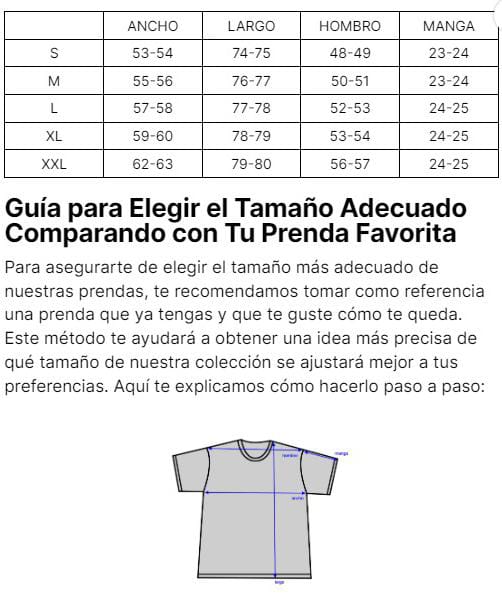 ANCHO LARGO HOMBRO MANGA
S 53-54 74-75 48-49 23-24
M 55-56 76-77 50-51 23-24
L 57-58 77-78 52-53 24-25
XL 59-60 78-79 53-54 24-25
XXL 62-63 79-80 56-57 24-25
Guía para Elegir el Tamaño Adecuado
Comparando con Tu Prenda Favorita
Para asegurarte de elegir el tamaño más adecuado de
nuestras prendas, te recomendamos tomar como referencia
una prenda que ya tengas y que te guste cómo te queda.
Este método te ayudará a obtener una idea más precisa de
qué tamaño de nuestra colección se ajustará mejor a tus
preferencias. Aquí te explicamos cómo hacerlo paso a paso:
hombro
manga
ancho
largo